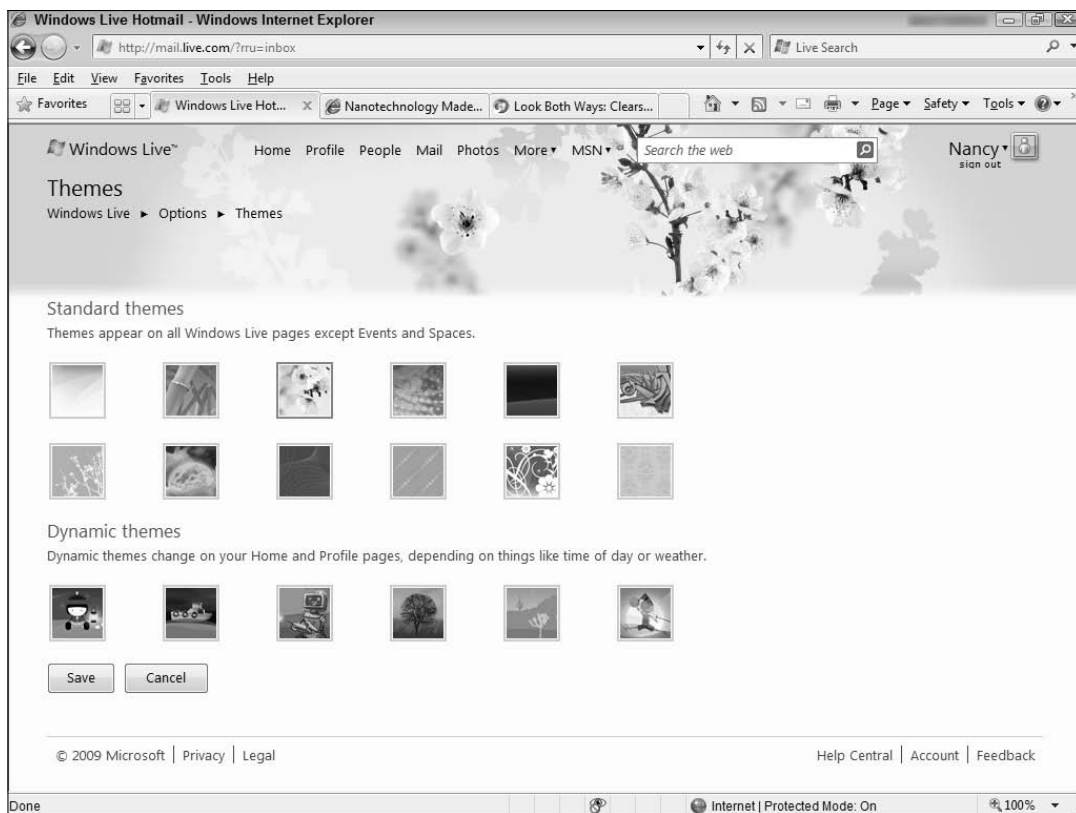 Windows Live Hotmail - Windows Internet Explorer
http://mail.live.com/?rru=inbox
Live Search
File Edit View Favorites Tools Help
Favorites Windows Live Hot... Nanotechnology Made... Look Both Ways: Clears... Page Safety Tools
Windows Live™ Home Profile People Mail Photos More MSN Search the web Nancy
sign out
Themes
Windows Live ► Options ► Themes
Standard themes
Themes appear on all Windows Live pages except Events and Spaces.
Dynamic themes
Dynamic themes change on your Home and Profile pages, depending on things like time of day or weather.
Save Cancel
© 2009 Microsoft | Privacy | Legal Help Central | Account | Feedback
Done Internet | Protected Mode: On 100%